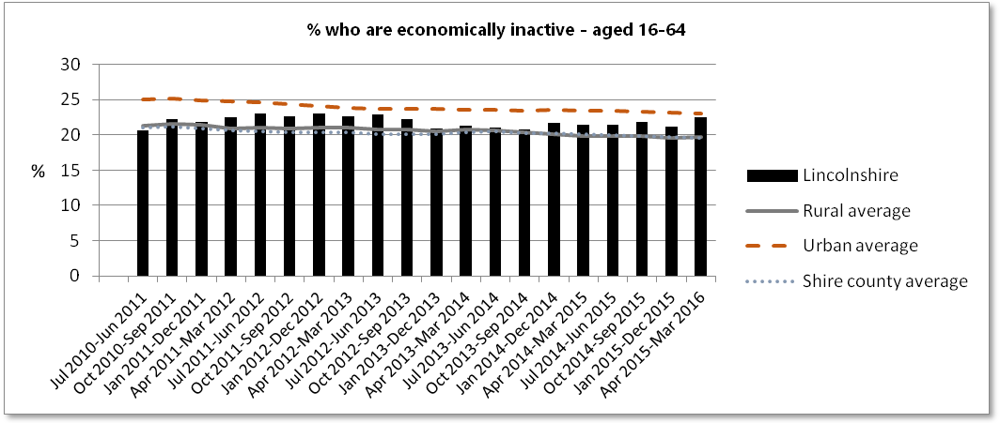 % who are economically inactive - aged 16-64
30
25
20
15
10
5
0
%
Jul 2010-Jun 2011
Oct 2010-Sep 2011
Jan 2011-Dec 2011
Apr 2011-Mar 2012
Jul 2011-Jun 2012
Oct 2011-Sep 2012
Jan 2012-Dec 2012
Apr 2012-Mar 2013
Jul 2012-Jun 2013
Oct 2012-Sep 2013
Jan 2013-Dec 2013
Apr 2013-Mar 2014
Jul 2013-Jun 2014
Oct 2013-Sep 2014
Jan 2014-Dec 2014
Apr 2014-Mar 2015
Jul 2014-Jun 2015
Oct 2014-Sep 2015
Jan 2015-Dec 2015
Apr 2015-Mar 2016
Lincolnshire
Rural average
Urban average
Shire county average